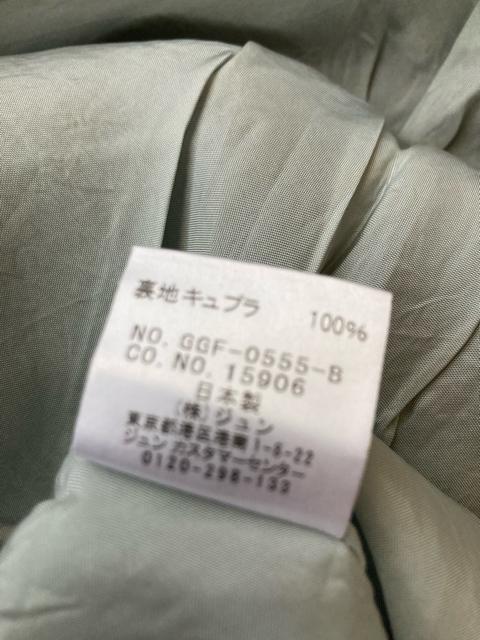 裏地キュプラ 100%
NO. GGF-0555-B
CO. NO. 15906
日本製
(株)ジュン
東京都港区港南1-6-22
ジュン カスタマーセンター
0120-298-133